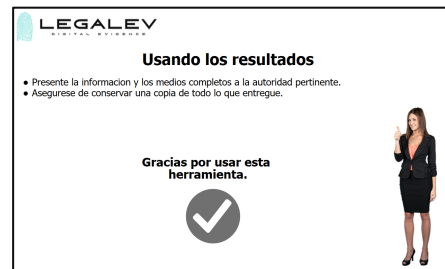 LEGALEV
DIGITAL EVIDENCE
Usando los resultados
● Presente la informacion y los medios completos a la autoridad pertinente.
● Asegurese de conservar una copia de todo lo que entregue.
Gracias por usar esta
herramienta.